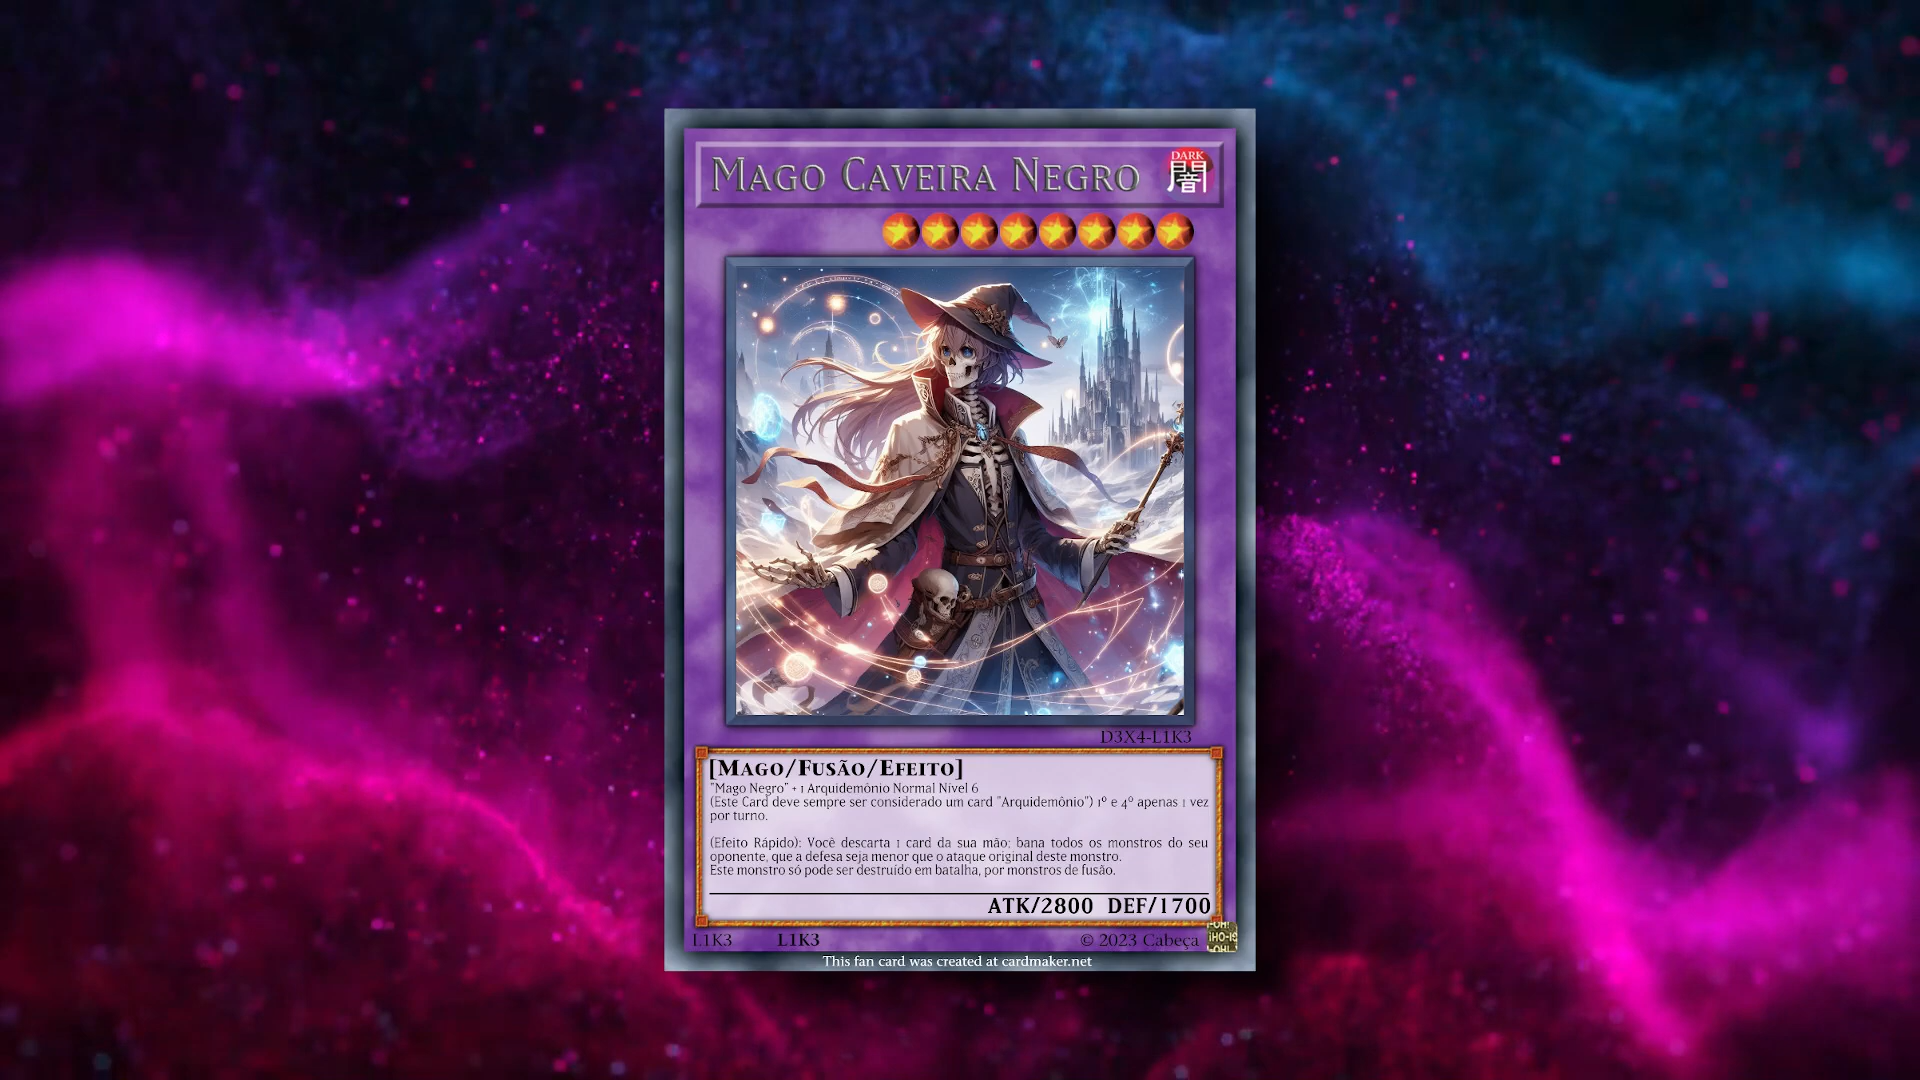 Mago Caveira Negro
DARK
闇
D3X4-L1K3
[Mago/Fusão/Efeito]
"Mago Negro" + 1 Arquidemônio Normal Nível 6
(Este Card deve sempre ser considerado um card "Arquidemônio") 1º e 4º apenas 1 vez
por turno.
(Efeito Rápido): Você descarta 1 card da sua mão; bana todos os monstros do seu
oponente, que a defesa seja menor que o ataque original deste monstro.
Este monstro só pode ser destruído em batalha, por monstros de fusão.
ATK/2800 DEF/1700
L1K3 L1K3 © 2023 Cabeça
This fan card was created at cardmaker.net